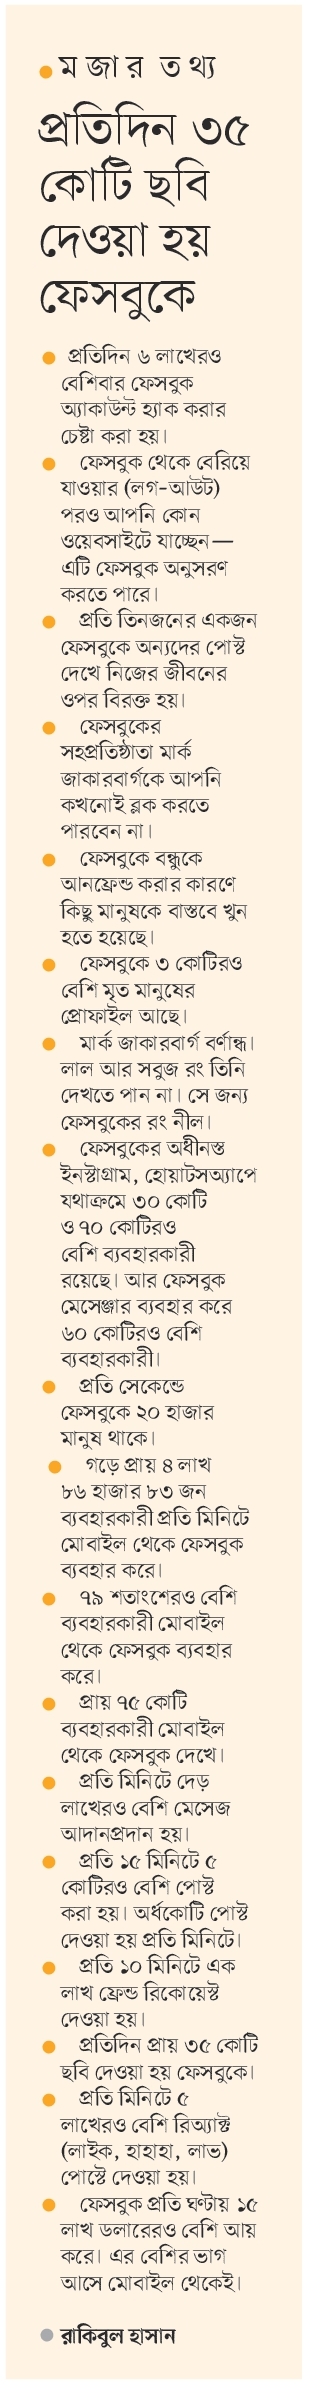 ● ম জা র ত থ্য
প্রতিদিন ৩৫
কোটি ছবি
দেওয়া হয়
ফেসবুকে
● প্রতিদিন ৬ লাখেরও
বেশিবার ফেসবুক
অ্যাকাউন্ট হ্যাক করার
চেষ্টা করা হয়।
● ফেসবুক থেকে বেরিয়ে
যাওয়ার (লগ-আউট)
পরও আপনি কোন
ওয়েবসাইটে যাচ্ছেন—
এটি ফেসবুক অনুসরণ
করতে পারে।
● প্রতি তিনজনের একজন
ফেসবুকে অন্যদের পোস্ট
দেখে নিজের জীবনের
ওপর বিরক্ত হয়।
● ফেসবুকের
সহপ্রতিষ্ঠাতা মার্ক
জাকারবার্গকে আপনি
কখনোই ব্লক করতে
পারবেন না।
● ফেসবুকে বন্ধুকে
আনফ্রেন্ড করার কারণে
কিছু মানুষকে বাস্তবে খুন
হতে হয়েছে।
● ফেসবুকে ৩ কোটিরও
বেশি মৃত মানুষের
প্রোফাইল আছে।
● মার্ক জাকারবার্গ বর্ণান্ধ।
লাল আর সবুজ রং তিনি
দেখতে পান না। সে জন্য
ফেসবুকের রং নীল।
● ফেসবুকের অধীনস্ত
ইনস্টাগ্রাম, হোয়াটসঅ্যাপে
যথাক্রমে ৩০ কোটি
ও ৭০ কোটিরও
বেশি ব্যবহারকারী
রয়েছে। আর ফেসবুক
মেসেঞ্জার ব্যবহার করে
৬০ কোটিরও বেশি
ব্যবহারকারী।
● প্রতি সেকেন্ডে
ফেসবুকে ২০ হাজার
মানুষ থাকে।
● গড়ে প্রায় ৪ লাখ
৮৬ হাজার ৮৩ জন
ব্যবহারকারী প্রতি মিনিটে
মোবাইল থেকে ফেসবুক
ব্যবহার করে।
● ৭৯ শতাংশেরও বেশি
ব্যবহারকারী মোবাইল
থেকে ফেসবুক ব্যবহার
করে।
● প্রায় ৭৫ কোটি
ব্যবহারকারী মোবাইল
থেকে ফেসবুক দেখে।
● প্রতি মিনিটে দেড়
লাখেরও বেশি মেসেজ
আদানপ্রদান হয়।
● প্রতি ১৫ মিনিটে ৫
কোটিরও বেশি পোস্ট
করা হয়। অর্ধকোটি পোস্ট
দেওয়া হয় প্রতি মিনিটে।
● প্রতি ১০ মিনিটে এক
লাখ ফ্রেন্ড রিকোয়েস্ট
দেওয়া হয়।
● প্রতিদিন প্রায় ৩৫ কোটি
ছবি দেওয়া হয় ফেসবুকে।
● প্রতি মিনিটে ৫
লাখেরও বেশি রিঅ্যাক্ট
(লাইক, হাহাহা, লাভ)
পোস্টে দেওয়া হয়।
● ফেসবুক প্রতি ঘণ্টায় ১৫
লাখ ডলারেরও বেশি আয়
করে। এর বেশির ভাগ
আসে মোবাইল থেকেই।
● রাকিবুল হাসান